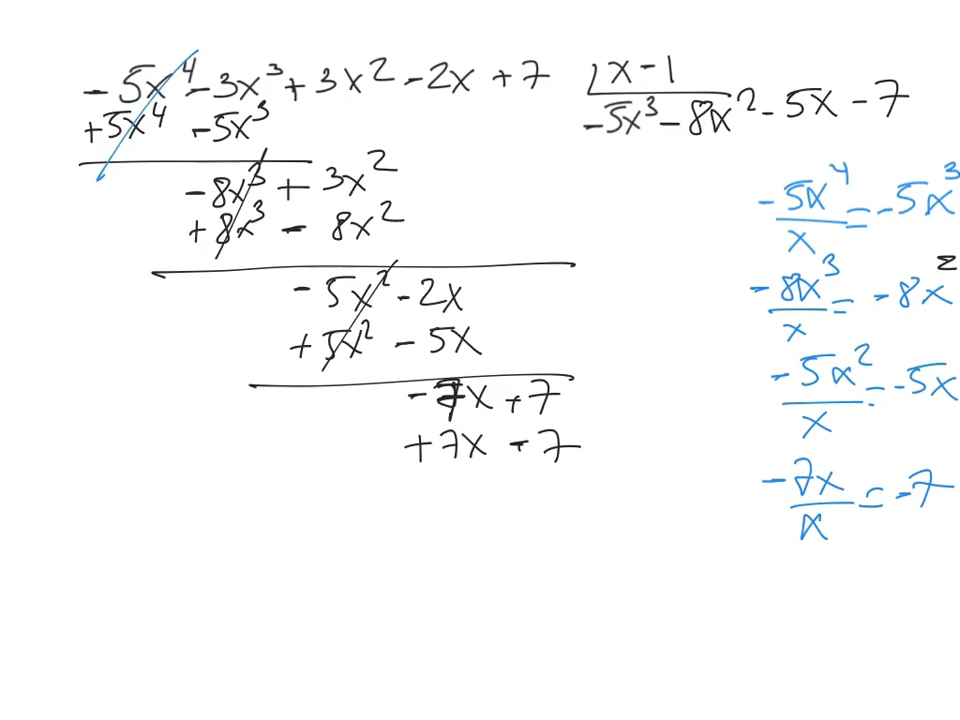 - 5x⁴ - 3x³ + 3x² - 2x + 7
x - 1
+ 5x⁴ - 5x³
- 5x³ - 8x² - 5x - 7
- 8x³ + 3x²
+ 8x³ - 8x²
- 5x² - 2x
+ 5x² - 5x
- 7x + 7
+ 7x - 7
- 5x⁴ / x = - 5x³
- 8x³ / x = - 8x²
- 5x² / x = - 5x
- 7x / x = - 7